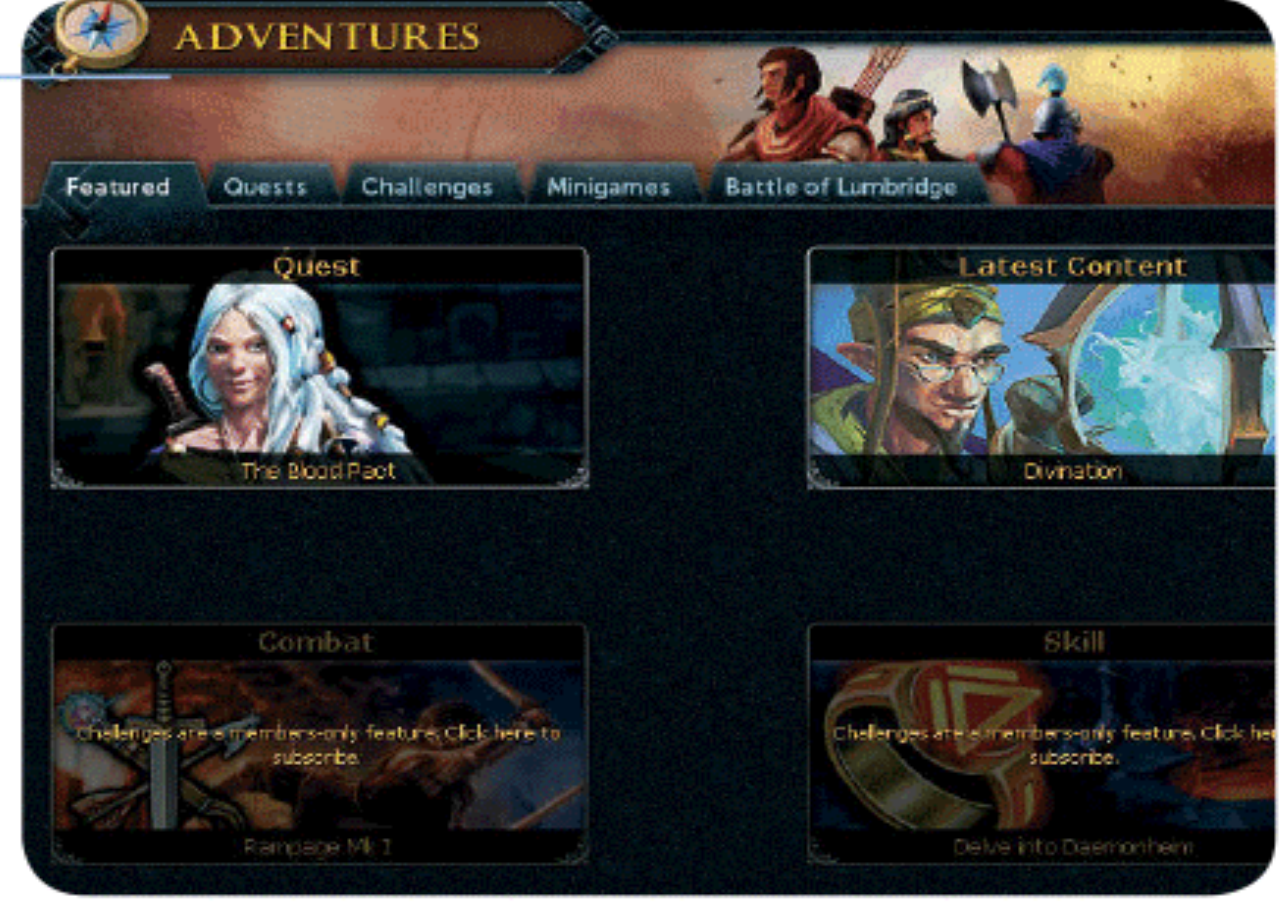 ADVENTURES
Featured Quests Challenges Minigames Battle of Lumbridge
Quest
Latest Content
The Blood Pact
Divination
Combat
Skill
Challenges are a members-only feature. Click here to
subscribe.
Challenges are a members-only feature. Click
subscribe.
Rampage Mk I
Delve into Daemonheim